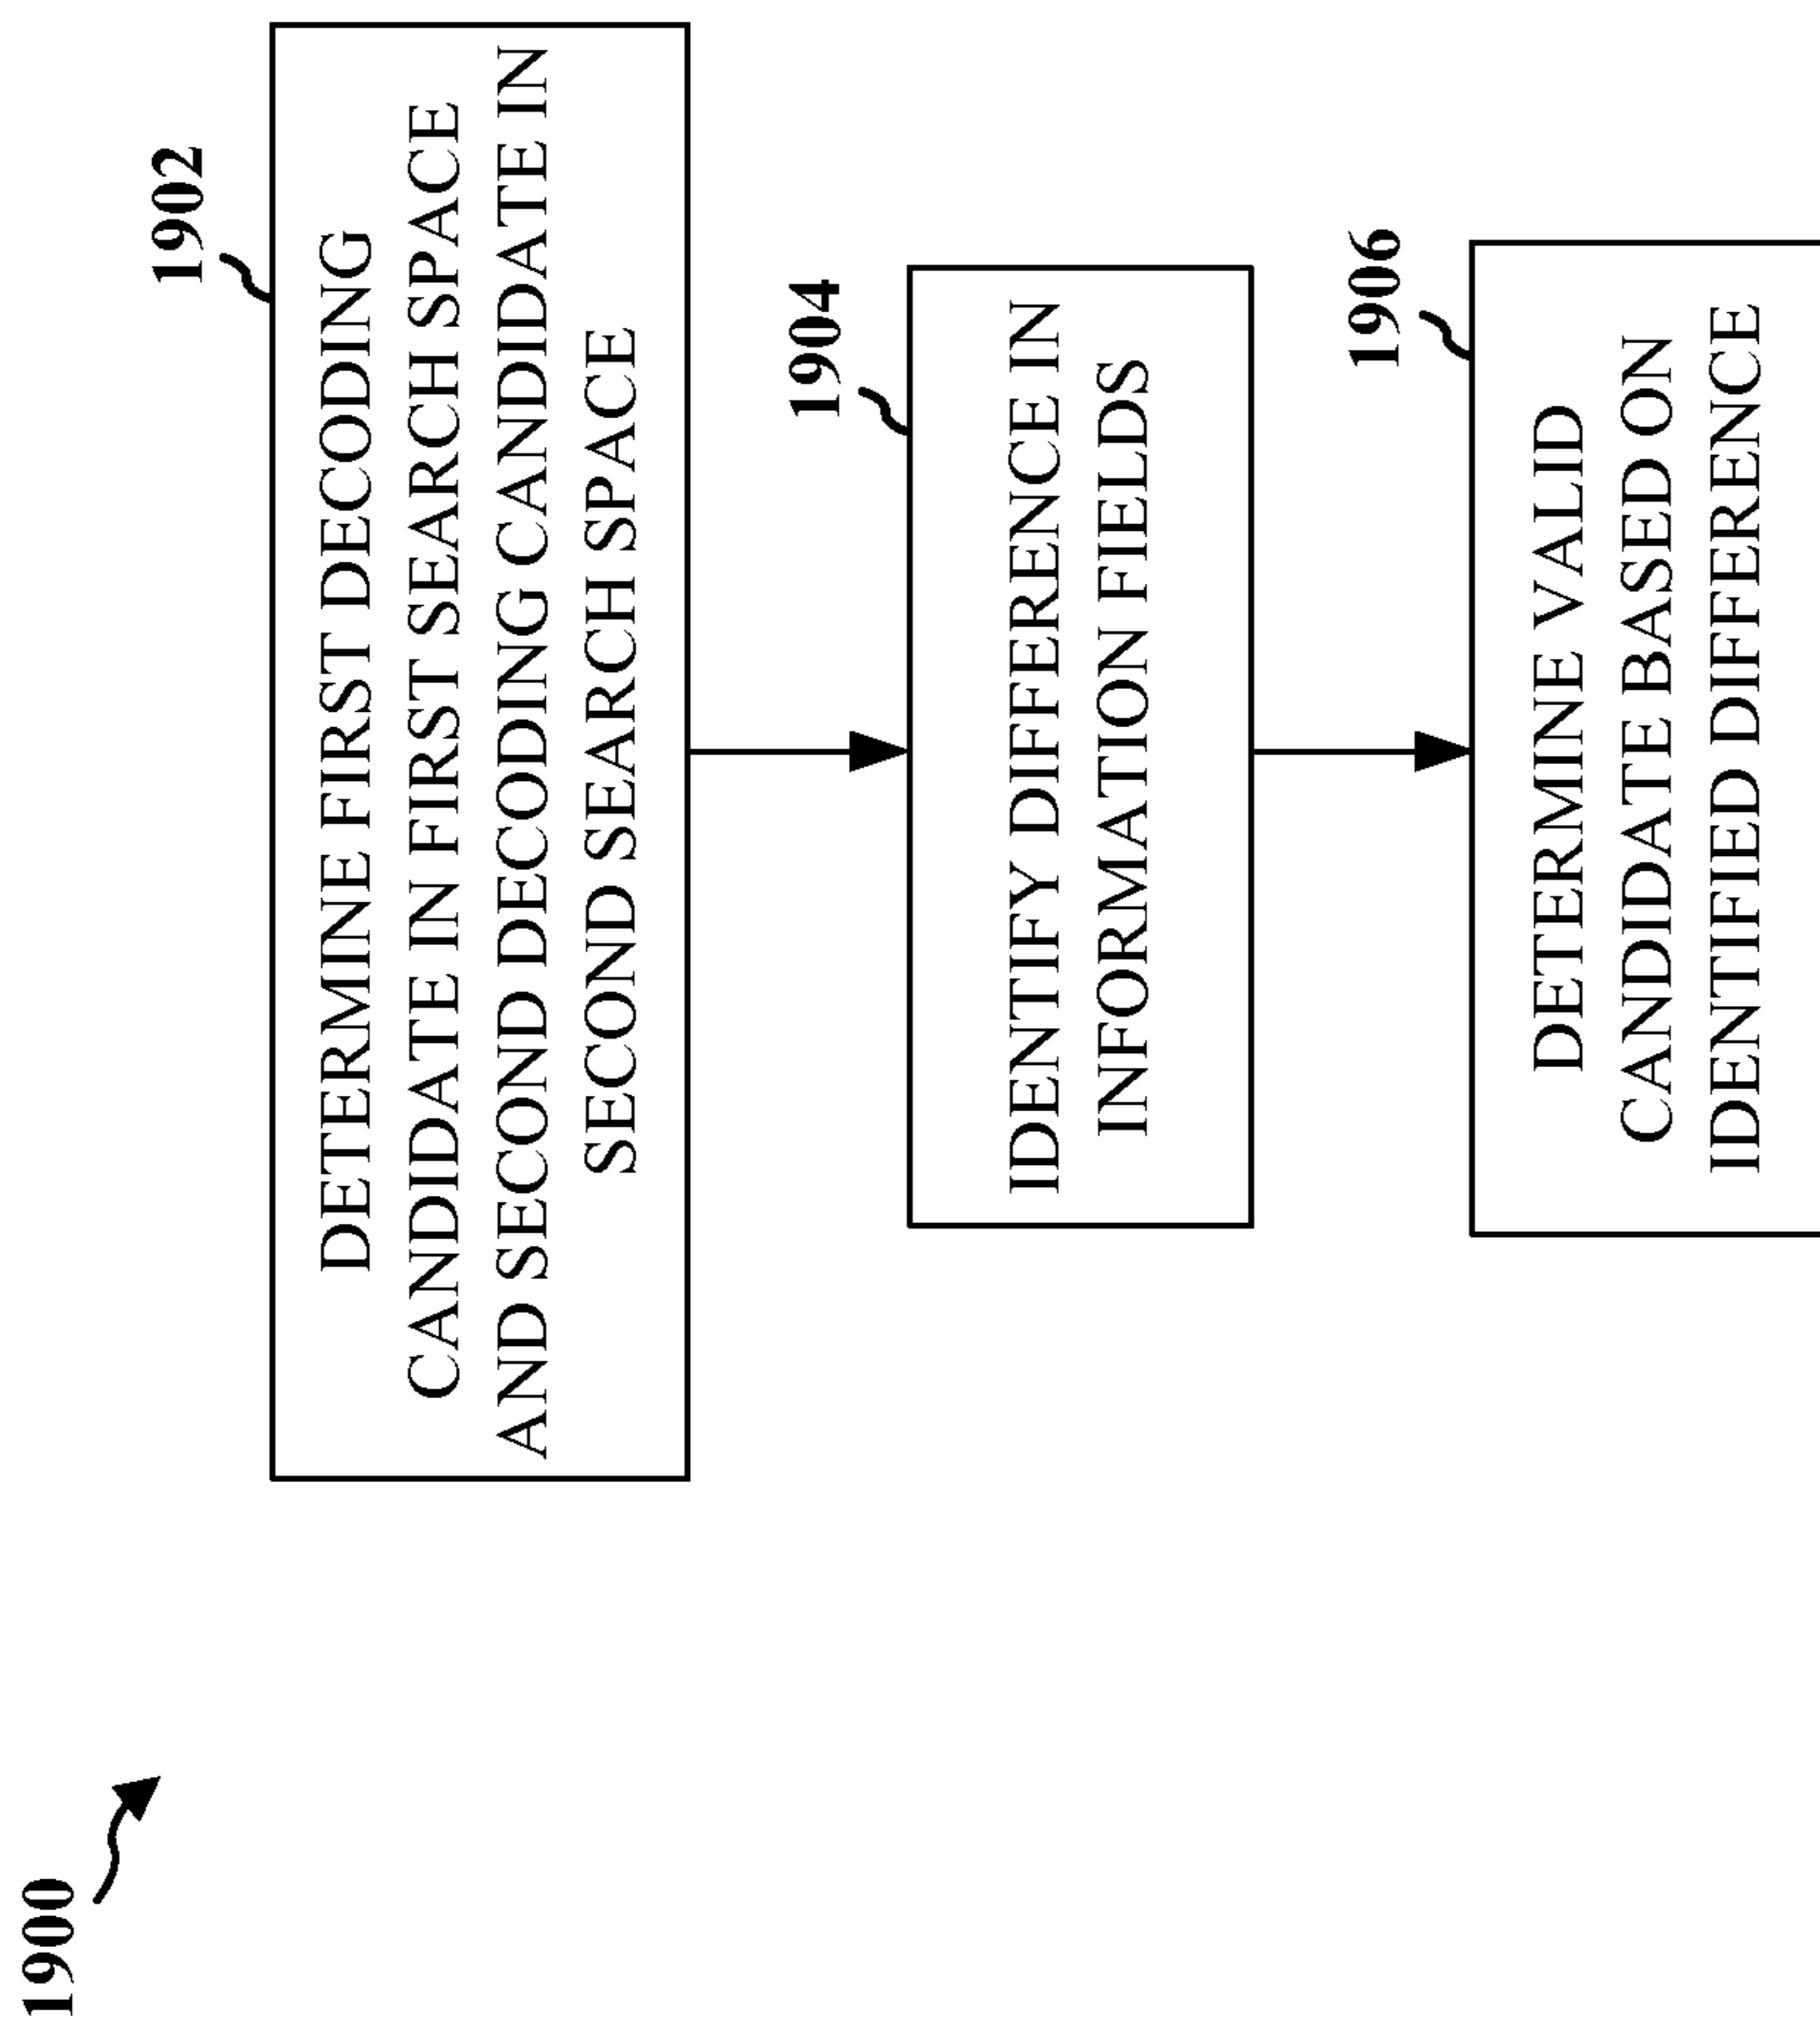 1900
1902
DETERMINE FIRST DECODING
CANDIDATE IN FIRST SEARCH SPACE
AND SECOND DECODING CANDIDATE IN
SECOND SEARCH SPACE
1904
IDENTIFY DIFFERENCE IN
INFORMATION FIELDS
1906
DETERMINE VALID
CANDIDATE BASED ON
IDENTIFIED DIFFERENCE